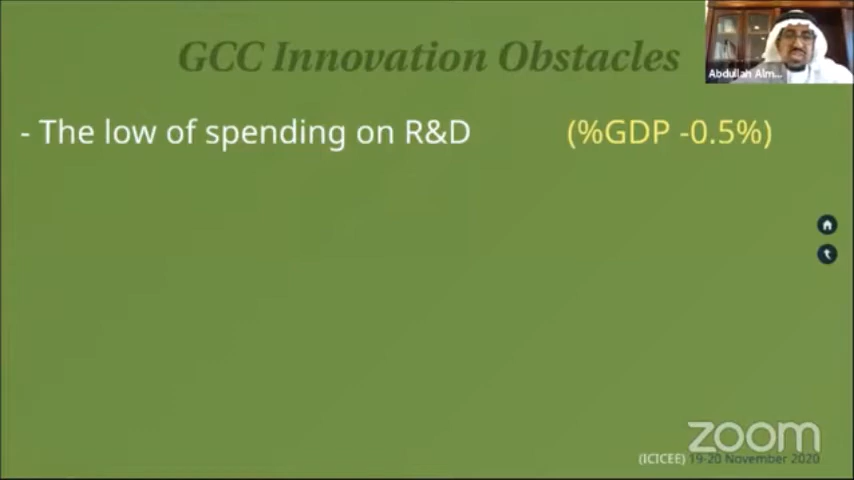 GCC Innovation Obstacles
Abdullah Alm...
- The low of spending on R&D (%GDP -0.5%)
zoom
(ICICEE) 19-20 November 2020